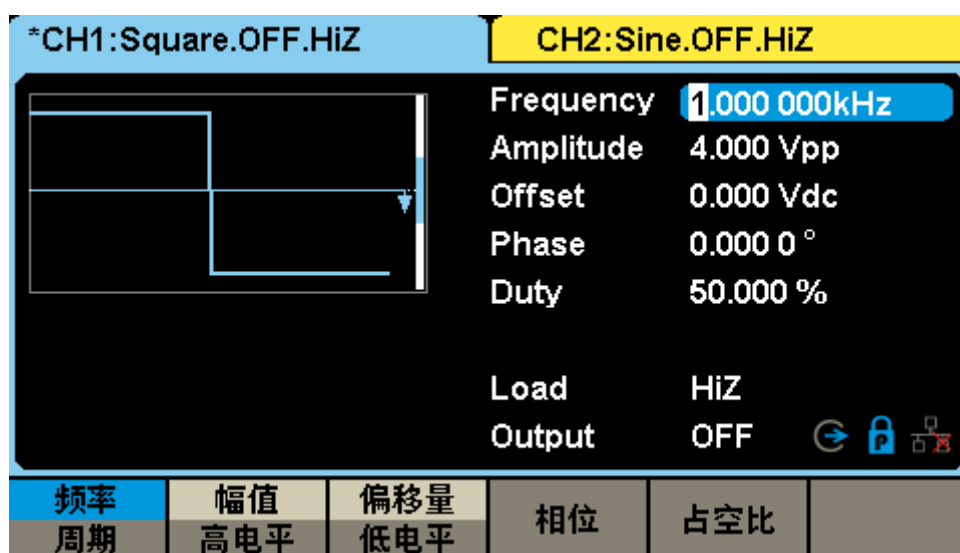 *CH1:Square.OFF.HiZ
CH2:Sine.OFF.HiZ
Frequency 1.000 000kHz
Amplitude 4.000 Vpp
Offset 0.000 Vdc
Phase 0.000 0 °
Duty 50.000 %
Load HiZ
Output OFF
P
频率 幅值 偏移量 相位 占空比
周期 高电平 低电平